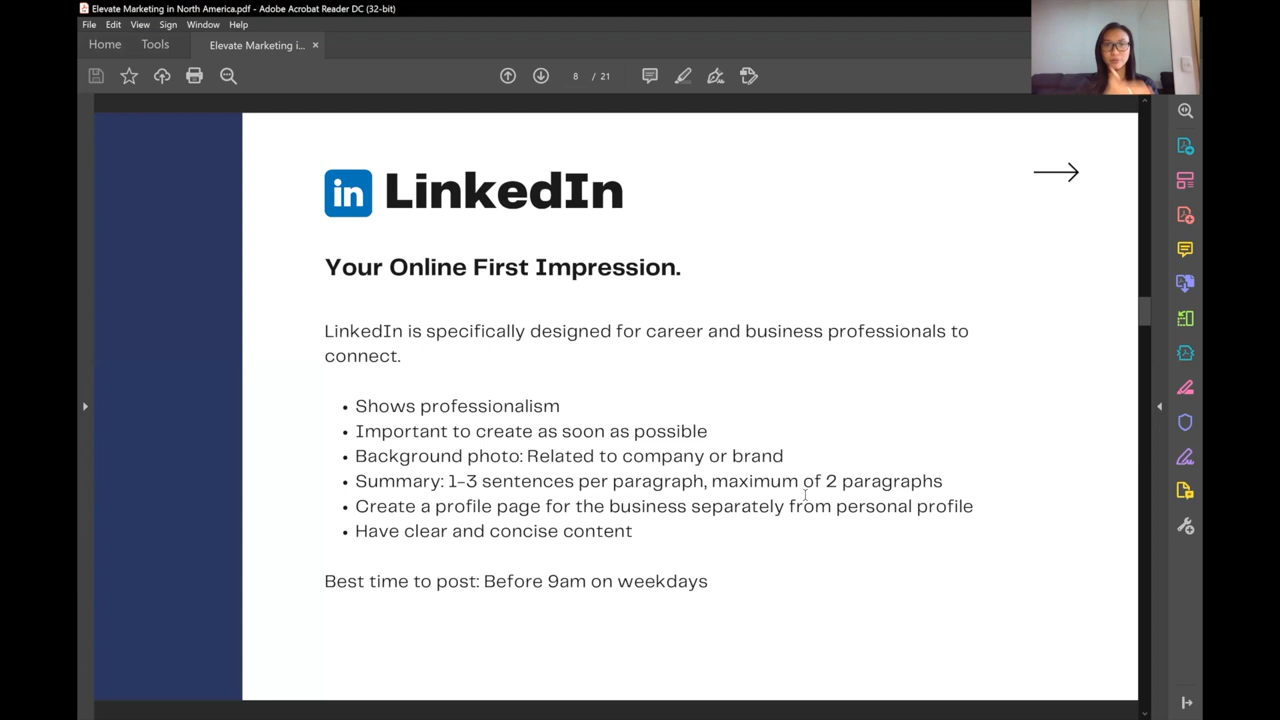 Elevate Marketing in North America.pdf - Adobe Acrobat Reader DC (32-bit)
File Edit View Sign Window Help
Home Tools Elevate Marketing i... ×
8 / 21
in LinkedIn
Your Online First Impression.
LinkedIn is specifically designed for career and business professionals to
connect.
• Shows professionalism
• Important to create as soon as possible
• Background photo: Related to company or brand
• Summary: 1-3 sentences per paragraph, maximum of 2 paragraphs
• Create a profile page for the business separately from personal profile
• Have clear and concise content
Best time to post: Before 9am on weekdays